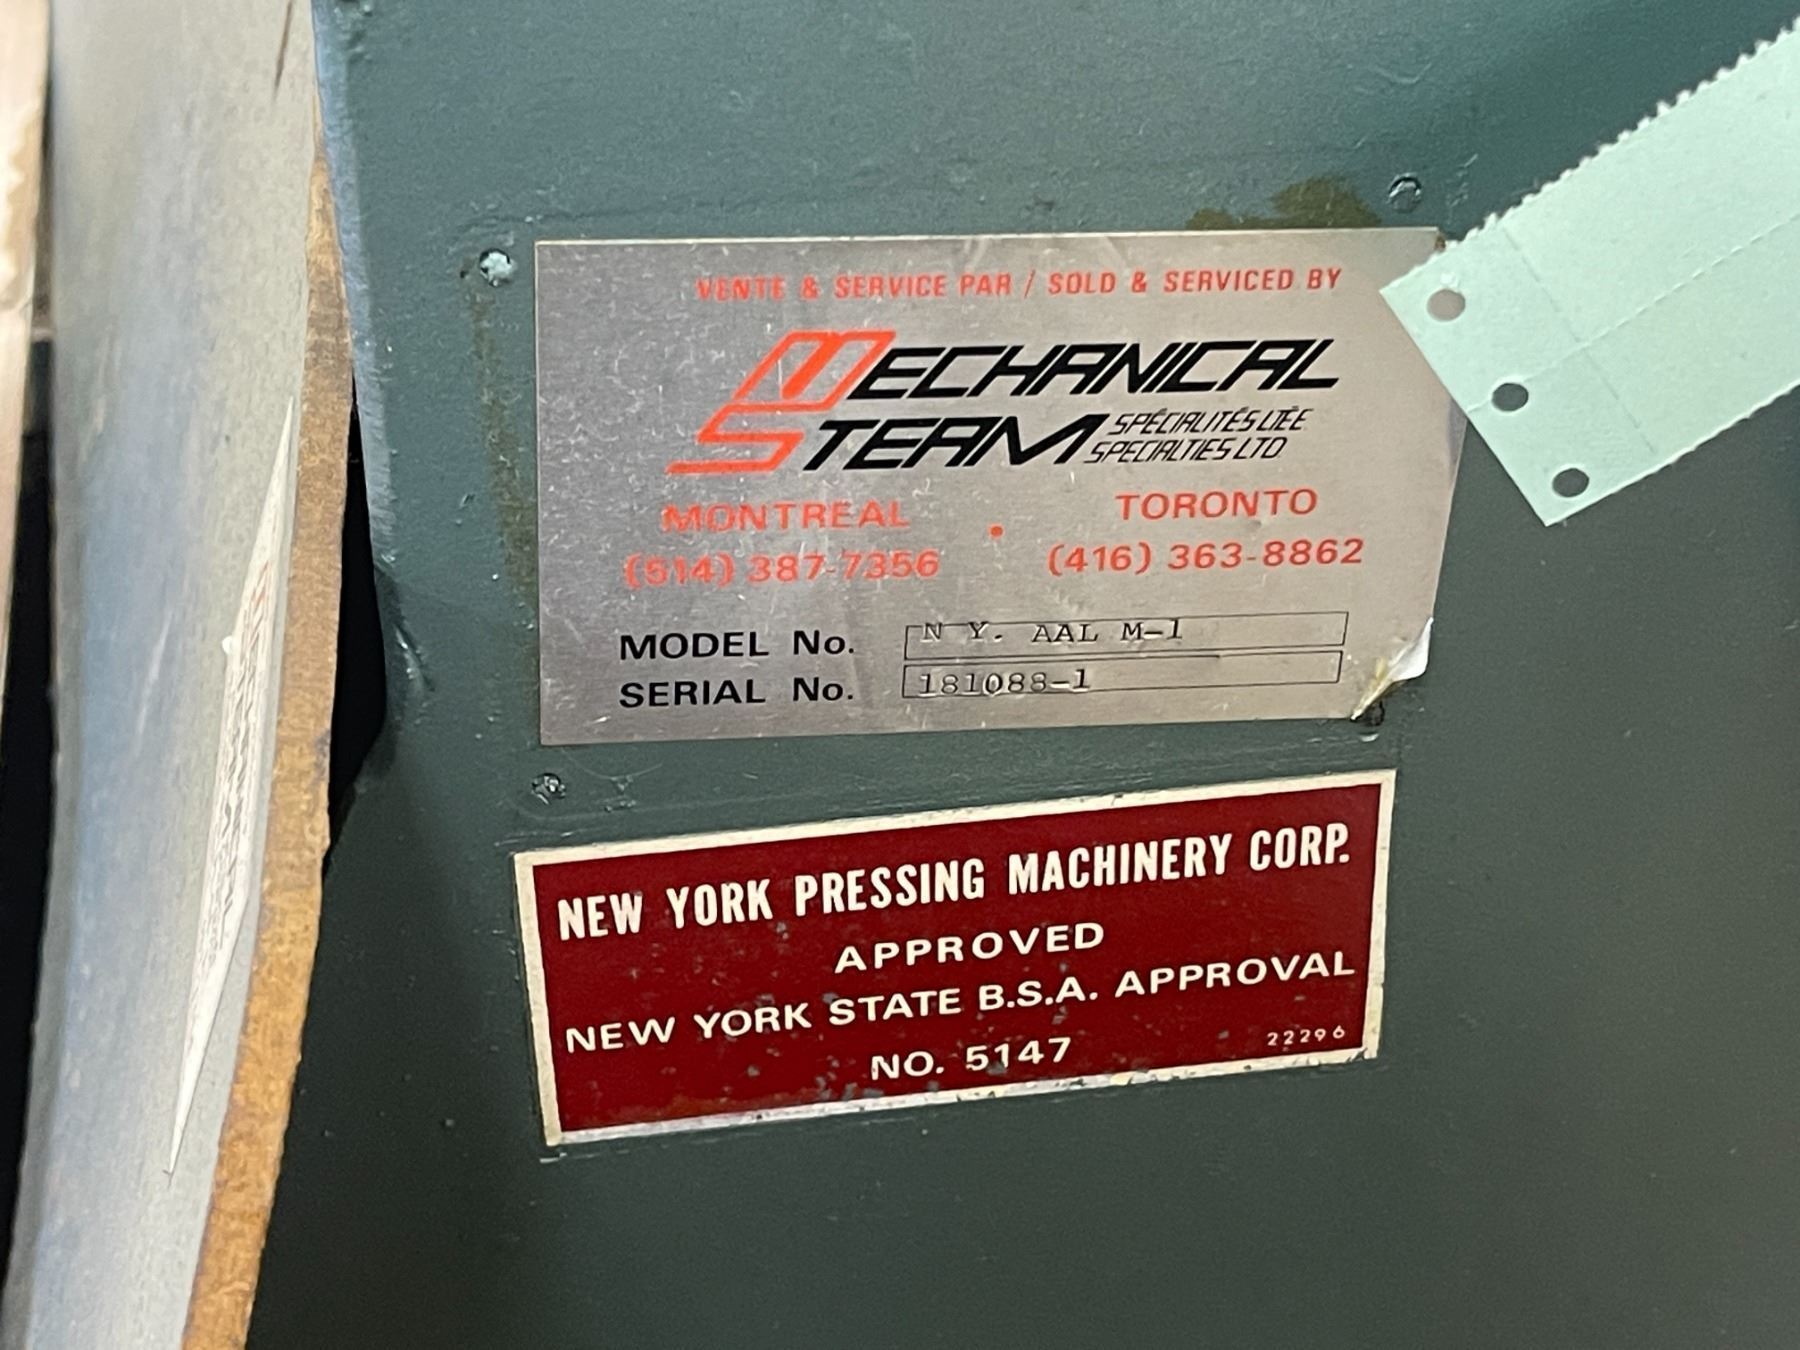 VENTE & SERVICE PAR / SOLD & SERVICED BY
MECHANICAL
STEAM SPÉCIALITÉS LTÉE
SPECIALTIES LTD
MONTREAL • TORONTO
(514) 387-7356 (416) 363-8862
MODEL No. N Y. AAL M-1
SERIAL No. 181088-1
NEW YORK PRESSING MACHINERY CORP.
APPROVED
NEW YORK STATE B.S.A. APPROVAL
NO. 5147
22296